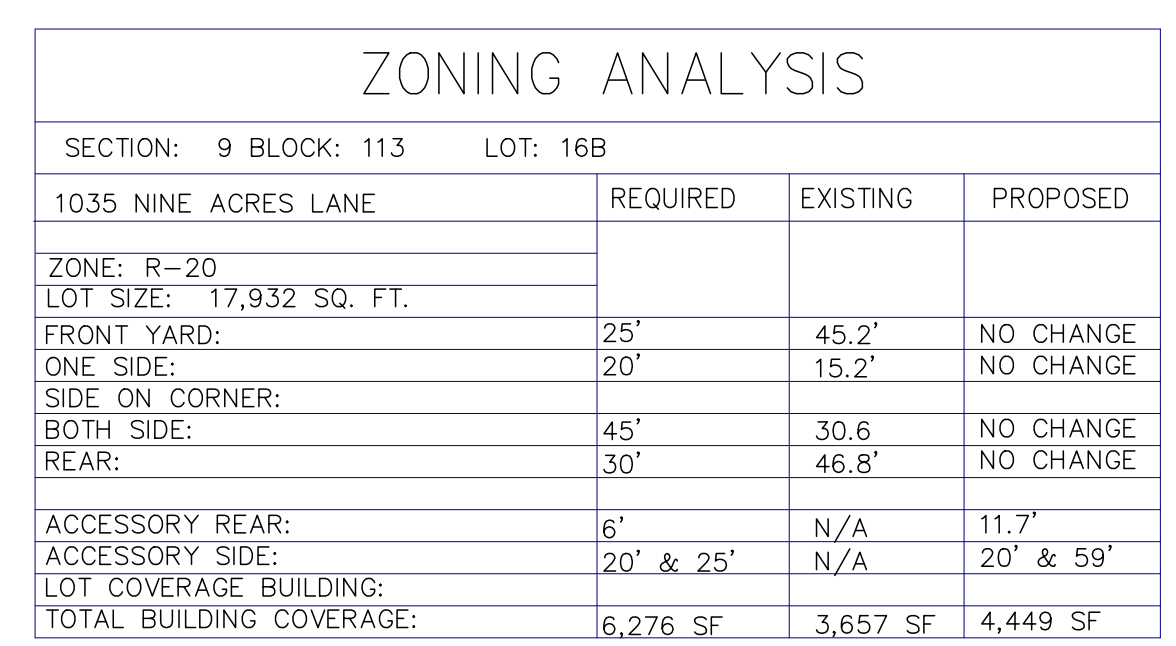 ZONING ANALYSIS
SECTION: 9 BLOCK: 113 LOT: 16B
1035 NINE ACRES LANE REQUIRED EXISTING PROPOSED
ZONE: R-20
LOT SIZE: 17,932 SQ. FT.
FRONT YARD: 25' 45.2' NO CHANGE
ONE SIDE: 20' 15.2' NO CHANGE
SIDE ON CORNER:
BOTH SIDE: 45' 30.6 NO CHANGE
REAR: 30' 46.8' NO CHANGE
ACCESSORY REAR: 6' N/A 11.7'
ACCESSORY SIDE: 20' & 25' N/A 20' & 59'
LOT COVERAGE BUILDING:
TOTAL BUILDING COVERAGE: 6,276 SF 3,657 SF 4,449 SF